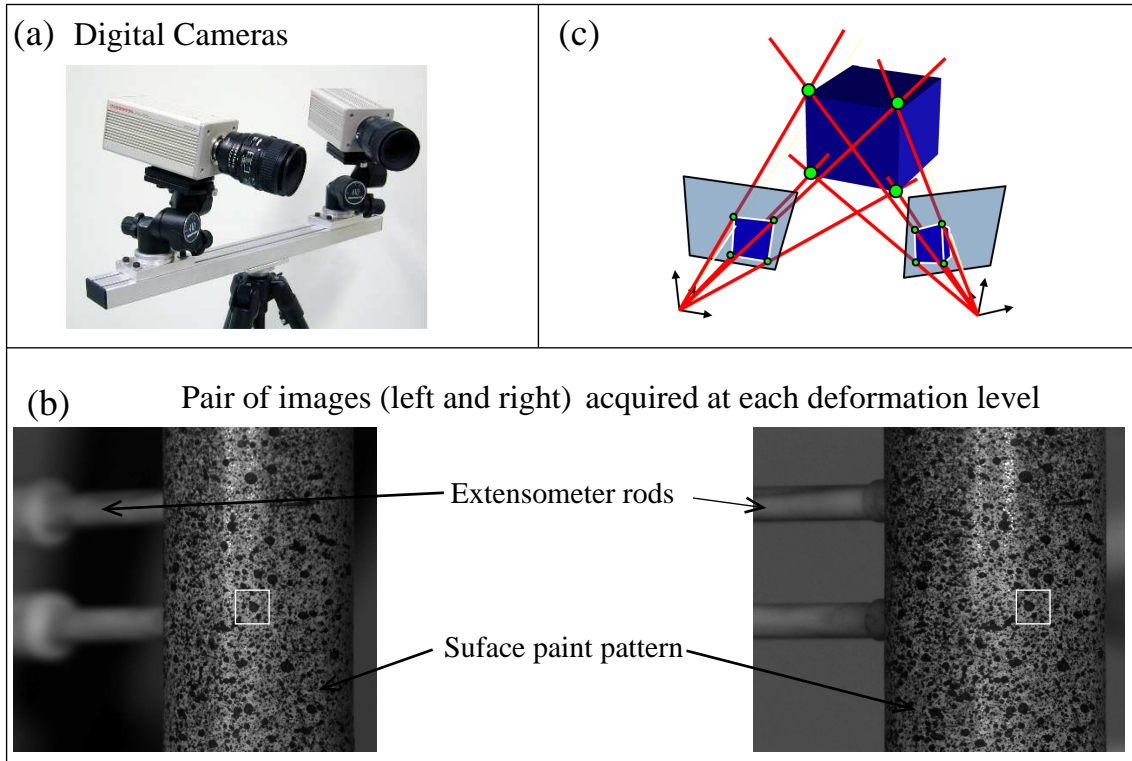 (a) Digital Cameras
(c)
(b) Pair of images (left and right) acquired at each deformation level
Extensometer rods
Suface paint pattern